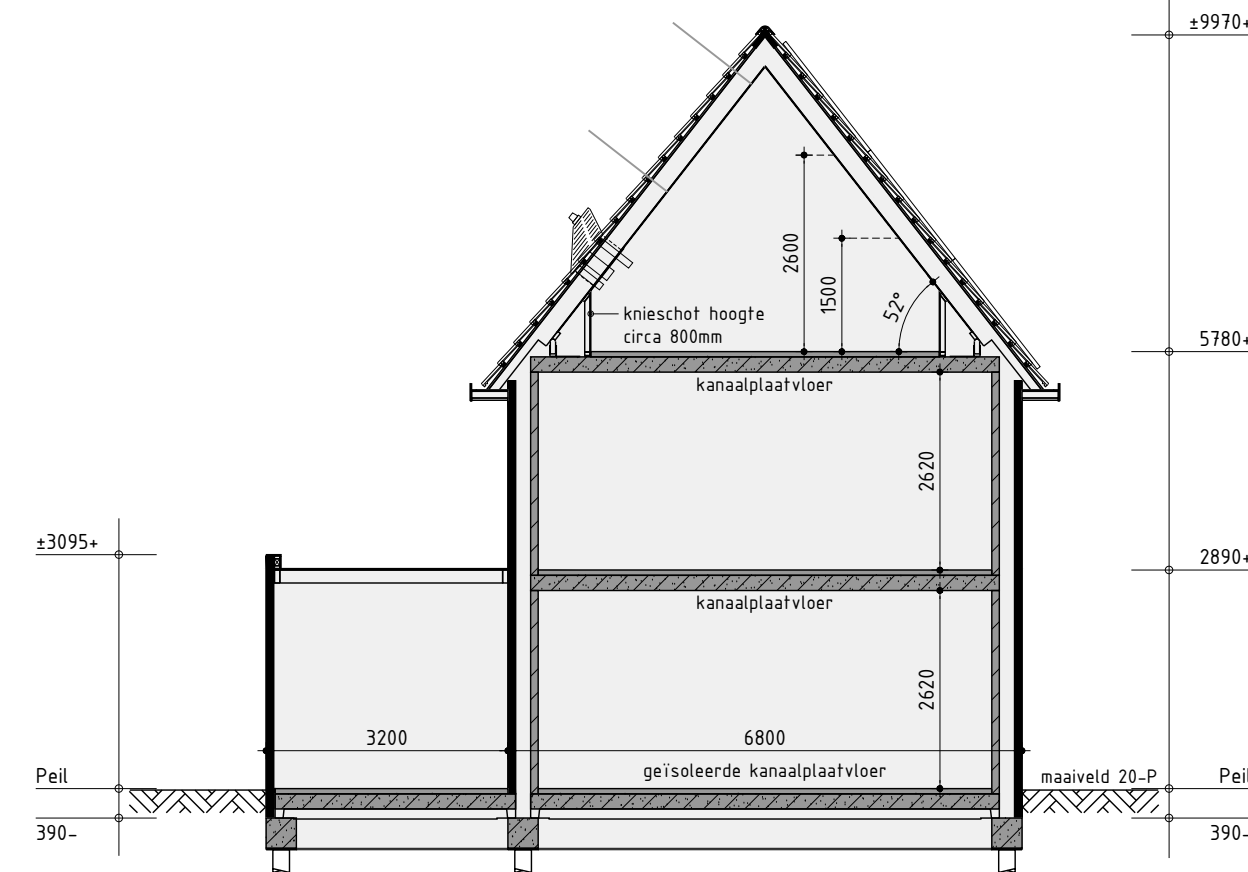 ±9970+
2600
1500
52°
knieschot hoogte
circa 800mm
5780+
kanaalplaatvloer
2620
±3095+
2890+
kanaalplaatvloer
2620
3200
6800
geïsoleerde kanaalplaatvloer
Peil
maaiveld 20-P
Peil
390-
390-